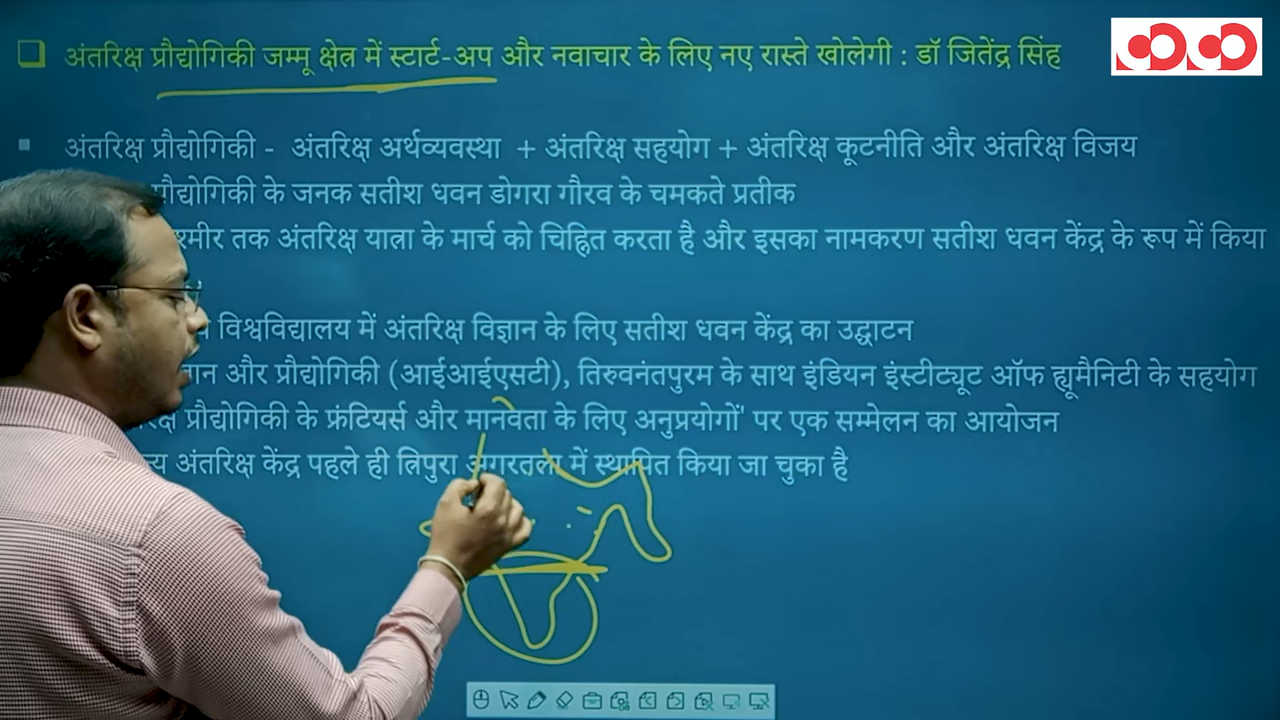 अंतरिक्ष प्रौद्योगिकी जम्मू क्षेत्र में स्टार्ट-अप और नवाचार के लिए नए रास्ते खोलेगी : डॉ जितेंद्र सिंह
अंतरिक्ष प्रौद्योगिकी - अंतरिक्ष अर्थव्यवस्था + अंतरिक्ष सहयोग + अंतरिक्ष कूटनीति और अंतरिक्ष विजय
प्रौद्योगिकी के जनक सतीश धवन डोगरा गौरव के चमकते प्रतीक
तक अंतरिक्ष यात्रा के मार्च को चिह्नित करता है और इसका नामकरण सतीश धवन केंद्र के रूप में किया
विश्वविद्यालय में अंतरिक्ष विज्ञान के लिए सतीश धवन केंद्र का उद्घाटन
और प्रौद्योगिकी (आईआईएसटी), तिरुवनंतपुरम के साथ इंडियन इंस्टीट्यूट ऑफ ह्यूमैनिटी के सहयोग
प्रौद्योगिकी के फ्रंटियर्स और मानवता के लिए अनुप्रयोगों' पर एक सम्मेलन का आयोजन
अंतरिक्ष केंद्र पहले ही त्रिपुरा अगरतला में स्थापित किया जा चुका है